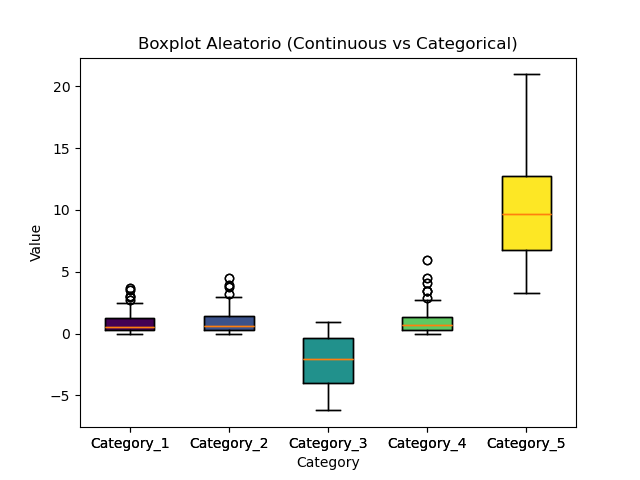 Boxplot Aleatorio (Continuous vs Categorical)
20
15
10
5
0
−5
Value
Category_1 Category_2 Category_3 Category_4 Category_5
Category